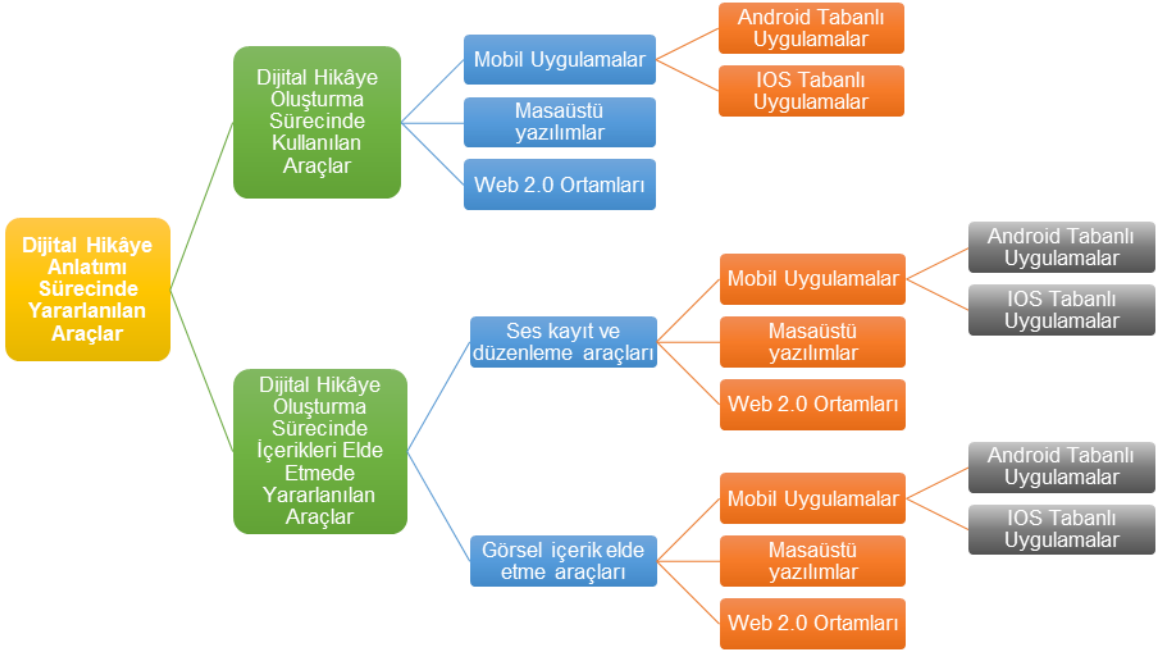 Dijital Hikâye
Anlatımı
Sürecinde
Yararlanılan
Araçlar
Dijital Hikâye
Oluşturma
Sürecinde
Kullanılan
Araçlar
Mobil Uygulamalar
Android Tabanlı
Uygulamalar
IOS Tabanlı
Uygulamalar
Masaüstü
yazılımlar
Web 2.0 Ortamları
Dijital Hikâye
Oluşturma
Sürecinde
İçerikleri Elde
Etmede
Yararlanılan
Araçlar
Ses kayıt ve
düzenleme araçları
Mobil Uygulamalar
Android Tabanlı
Uygulamalar
IOS Tabanlı
Uygulamalar
Masaüstü
yazılımlar
Web 2.0 Ortamları
Görsel içerik elde
etme araçları
Mobil Uygulamalar
Android Tabanlı
Uygulamalar
IOS Tabanlı
Uygulamalar
Masaüstü
yazılımlar
Web 2.0 Ortamları